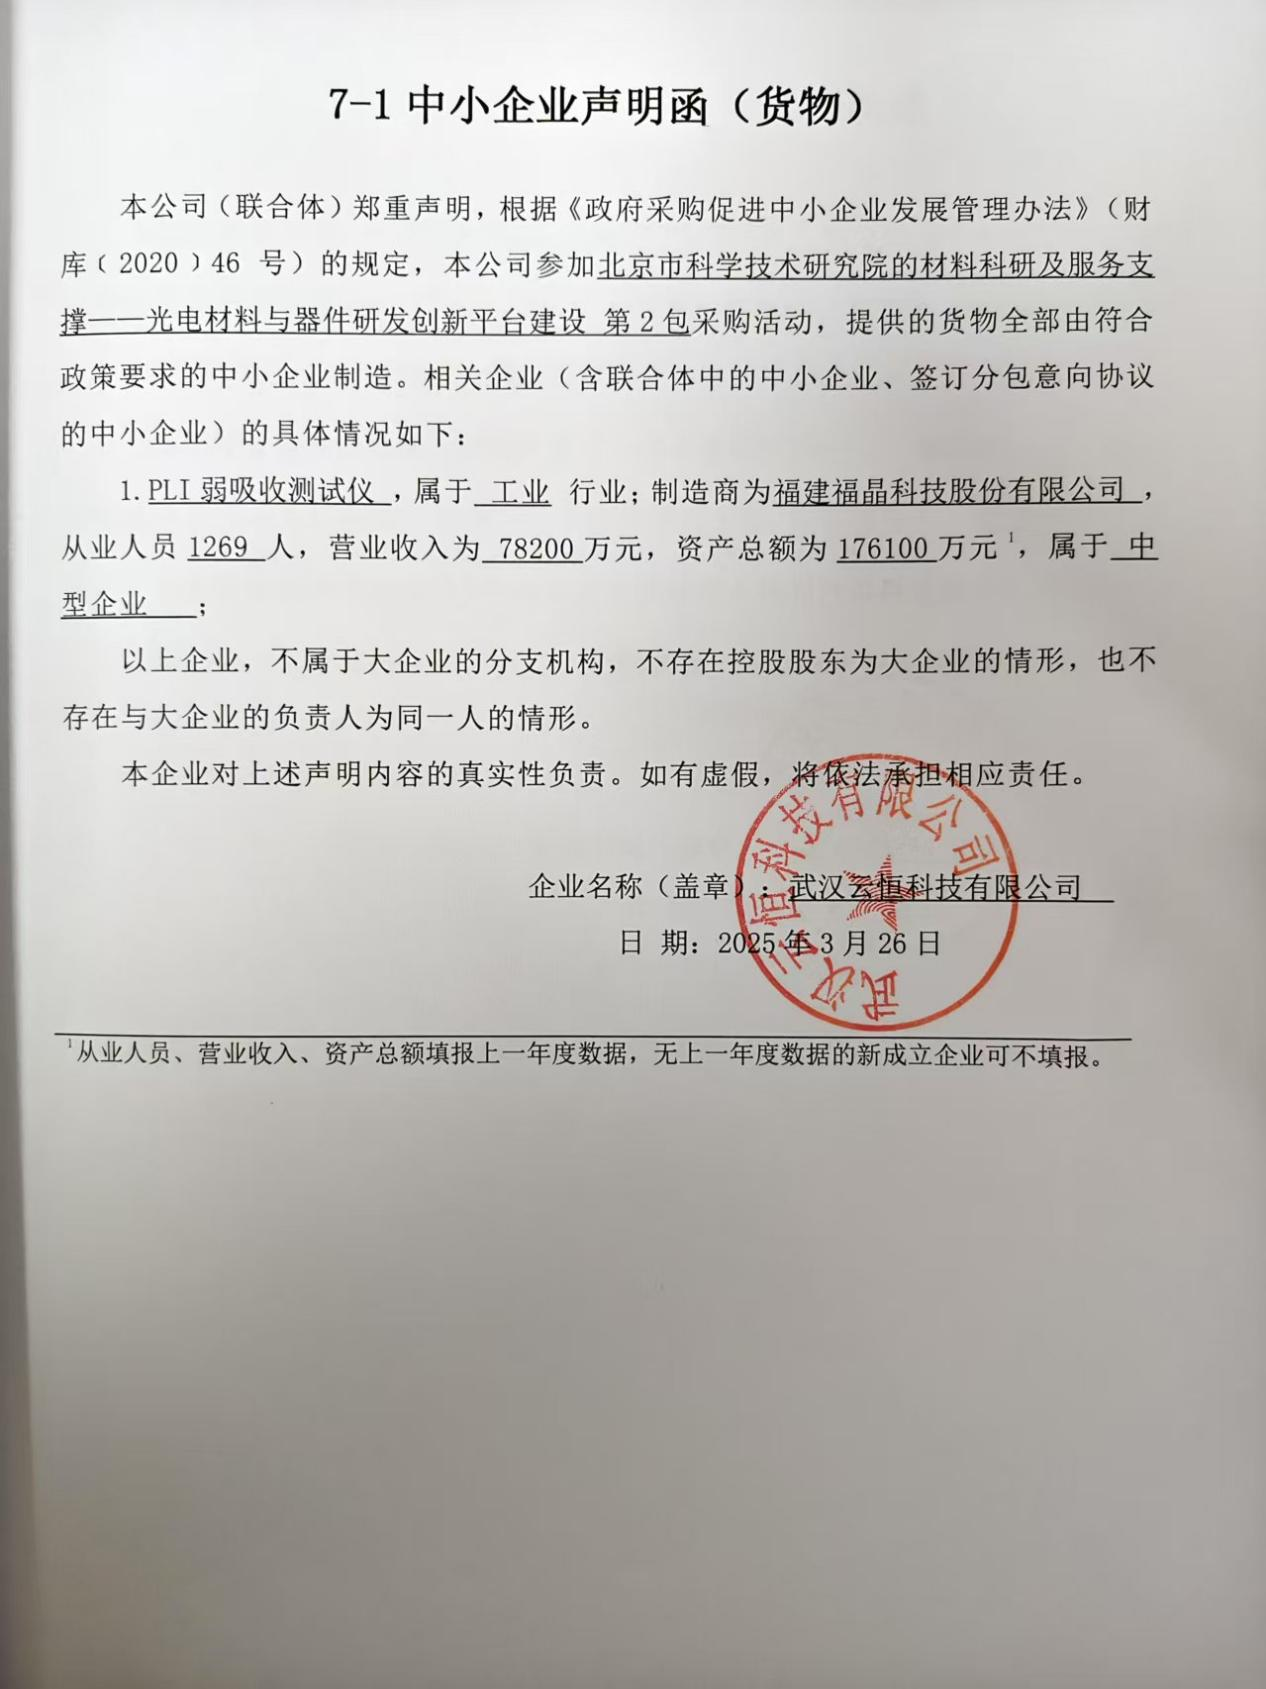 7-1 中小企业声明函（货物）
本公司（联合体）郑重声明，根据《政府采购促进中小企业发展管理办法》（财
库﹝2020﹞46 号）的规定，本公司参加北京市科学技术研究院的材料科研及服务支
撑——光电材料与器件研发创新平台建设 第 2 包采购活动，提供的货物全部由符合
政策要求的中小企业制造。相关企业（含联合体中的中小企业、签订分包意向协议
的中小企业）的具体情况如下：
1. PLI 弱吸收测试仪 ，属于 工业 行业；制造商为福建福晶科技股份有限公司 ，
从业人员 1269 人，营业收入为 78200 万元，资产总额为 176100 万元¹，属于 中
型企业 ；
以上企业，不属于大企业的分支机构，不存在控股股东为大企业的情形，也不
存在与大企业的负责人为同一人的情形。
本企业对上述声明内容的真实性负责。如有虚假，将依法承担相应责任。
企业名称（盖章）：武汉云恒科技有限公司
日 期：2025 年 3 月 26 日
武汉云恒科技有限公司
¹从业人员、营业收入、资产总额填报上一年度数据，无上一年度数据的新成立企业可不填报。